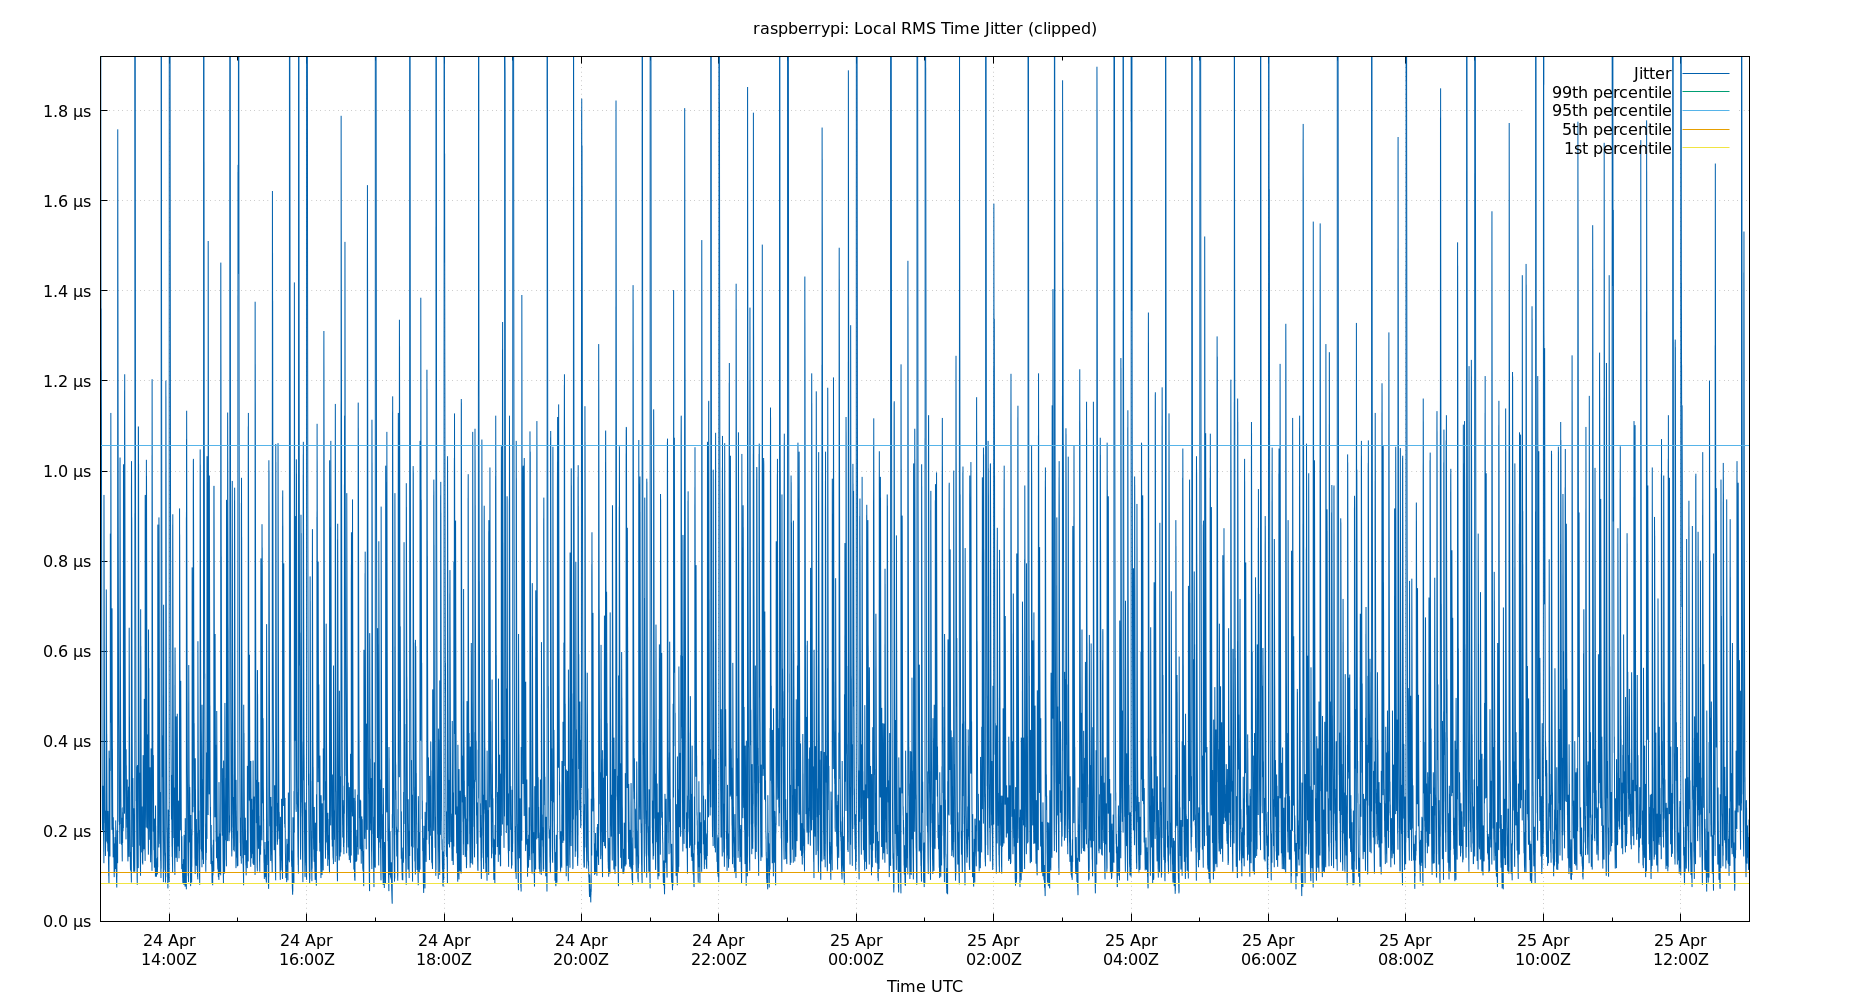 raspberrypi: Local RMS Time Jitter (clipped)
Jitter
99th percentile
95th percentile
5th percentile
1st percentile
1.8 μs
1.6 μs
1.4 μs
1.2 μs
1.0 μs
0.8 μs
0.6 μs
0.4 μs
0.2 μs
0.0 μs
24 Apr 24 Apr 24 Apr 24 Apr 24 Apr 25 Apr 25 Apr 25 Apr 25 Apr 25 Apr 25 Apr 25 Apr
14:00Z 16:00Z 18:00Z 20:00Z 22:00Z 00:00Z 02:00Z 04:00Z 06:00Z 08:00Z 10:00Z 12:00Z
Time UTC